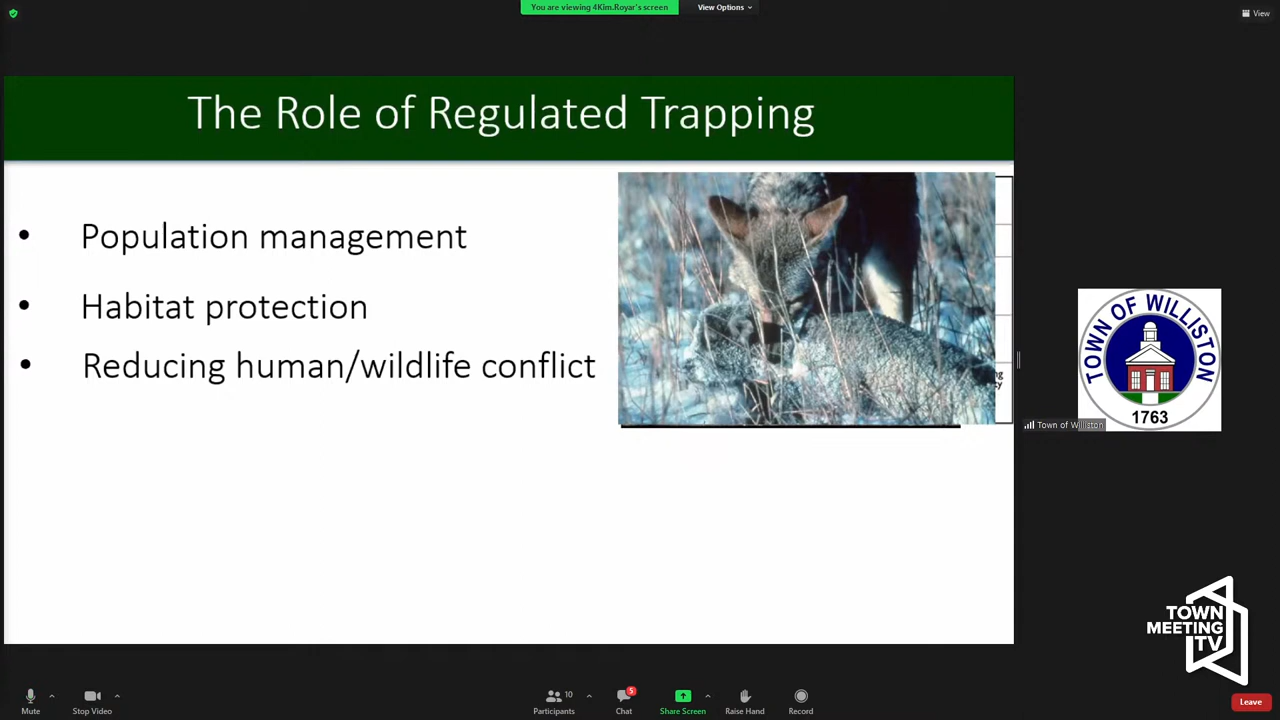 You are viewing 4Kim.Royar's screen
View Options
View
The Role of Regulated Trapping
• Population management
• Habitat protection
• Reducing human/wildlife conflict
TOWN OF WILLISTON
1763
Town of Williston
TOWN
MEETING
TV
Mute
Stop Video
10
Participants
5
Chat
Share Screen
Raise Hand
Record
Leave